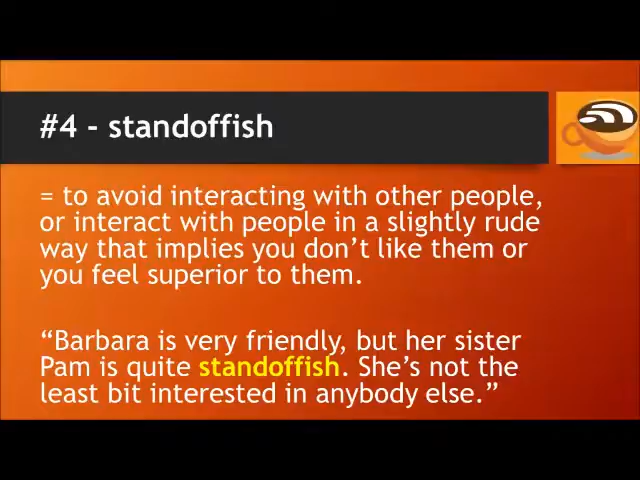 #4 - standoffish
= to avoid interacting with other people,
or interact with people in a slightly rude
way that implies you don’t like them or
you feel superior to them.
“Barbara is very friendly, but her sister
Pam is quite standoffish. She’s not the
least bit interested in anybody else.”